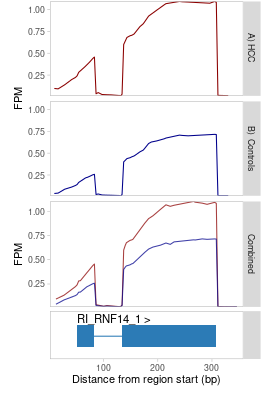 1.00
0.75
0.50
0.25
FPM
A) HCC
1.00
0.75
0.50
0.25
B) Controls
1.00
0.75
0.50
0.25
FPM
Combined
RI_RNF14_1 >
100
200
300
Distance from region start (bp)